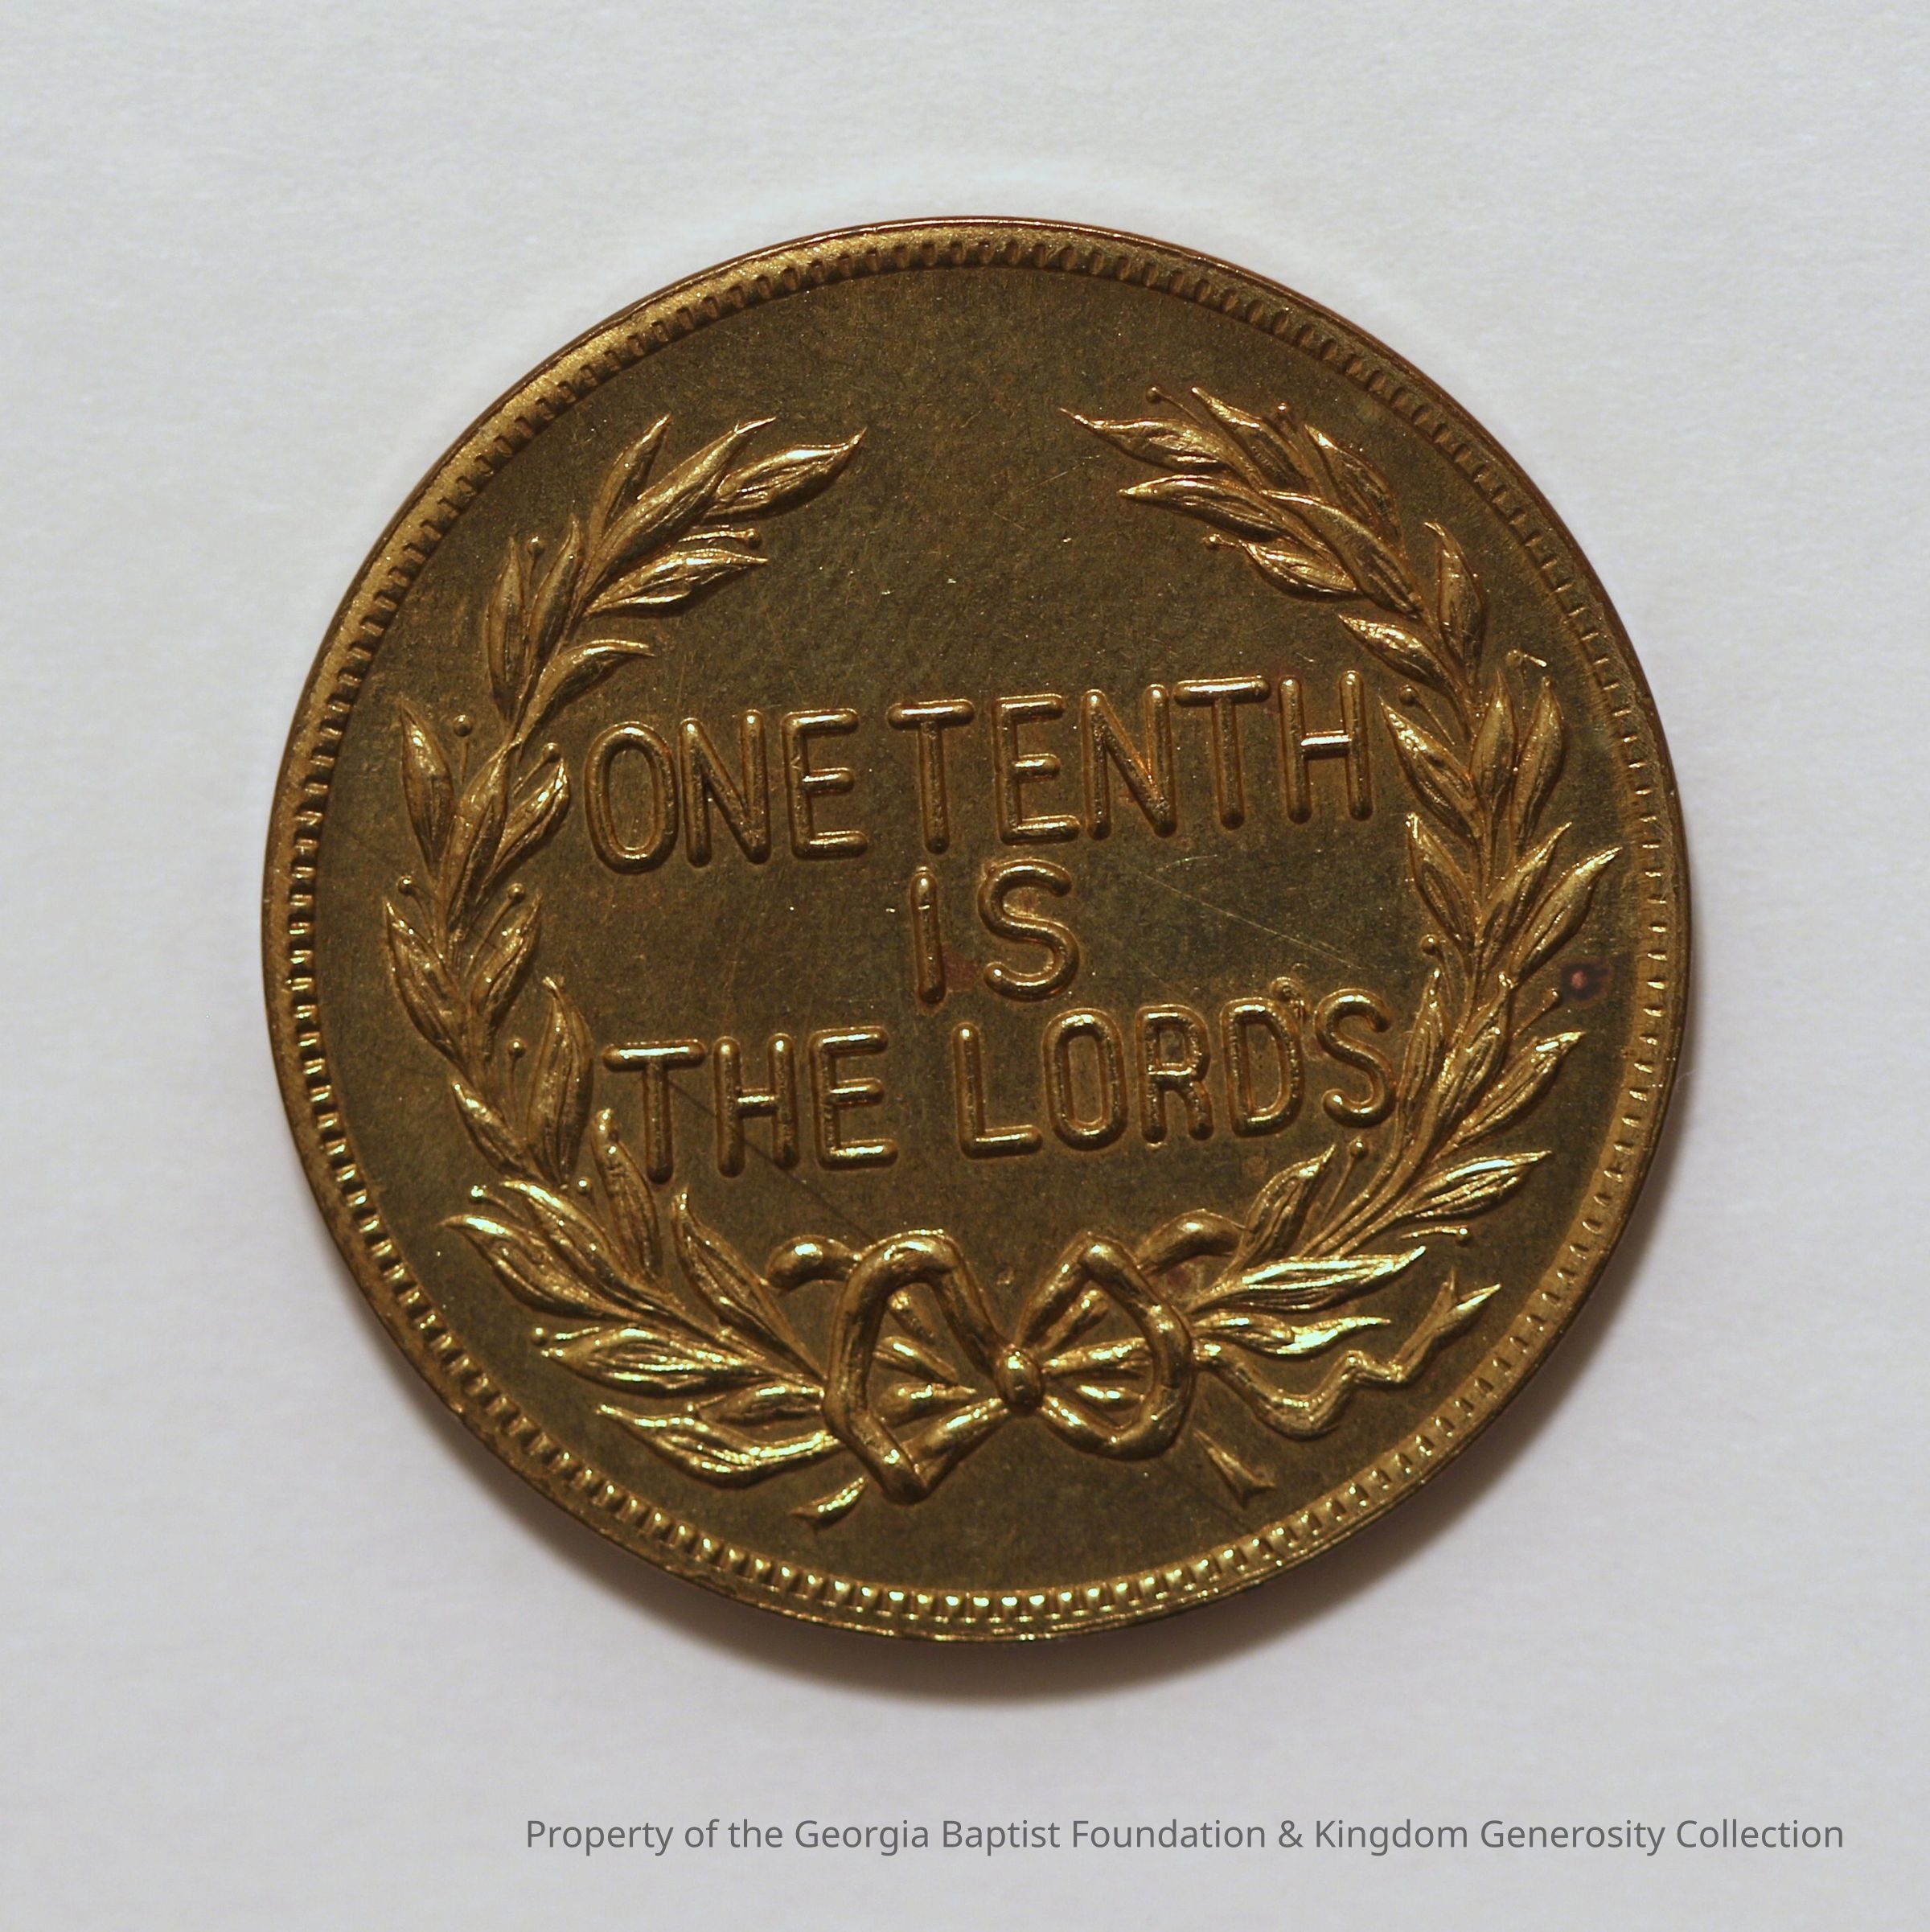 ONE TENTH
IS
THE LORD'S
Property of the Georgia Baptist Foundation & Kingdom Generosity Collection